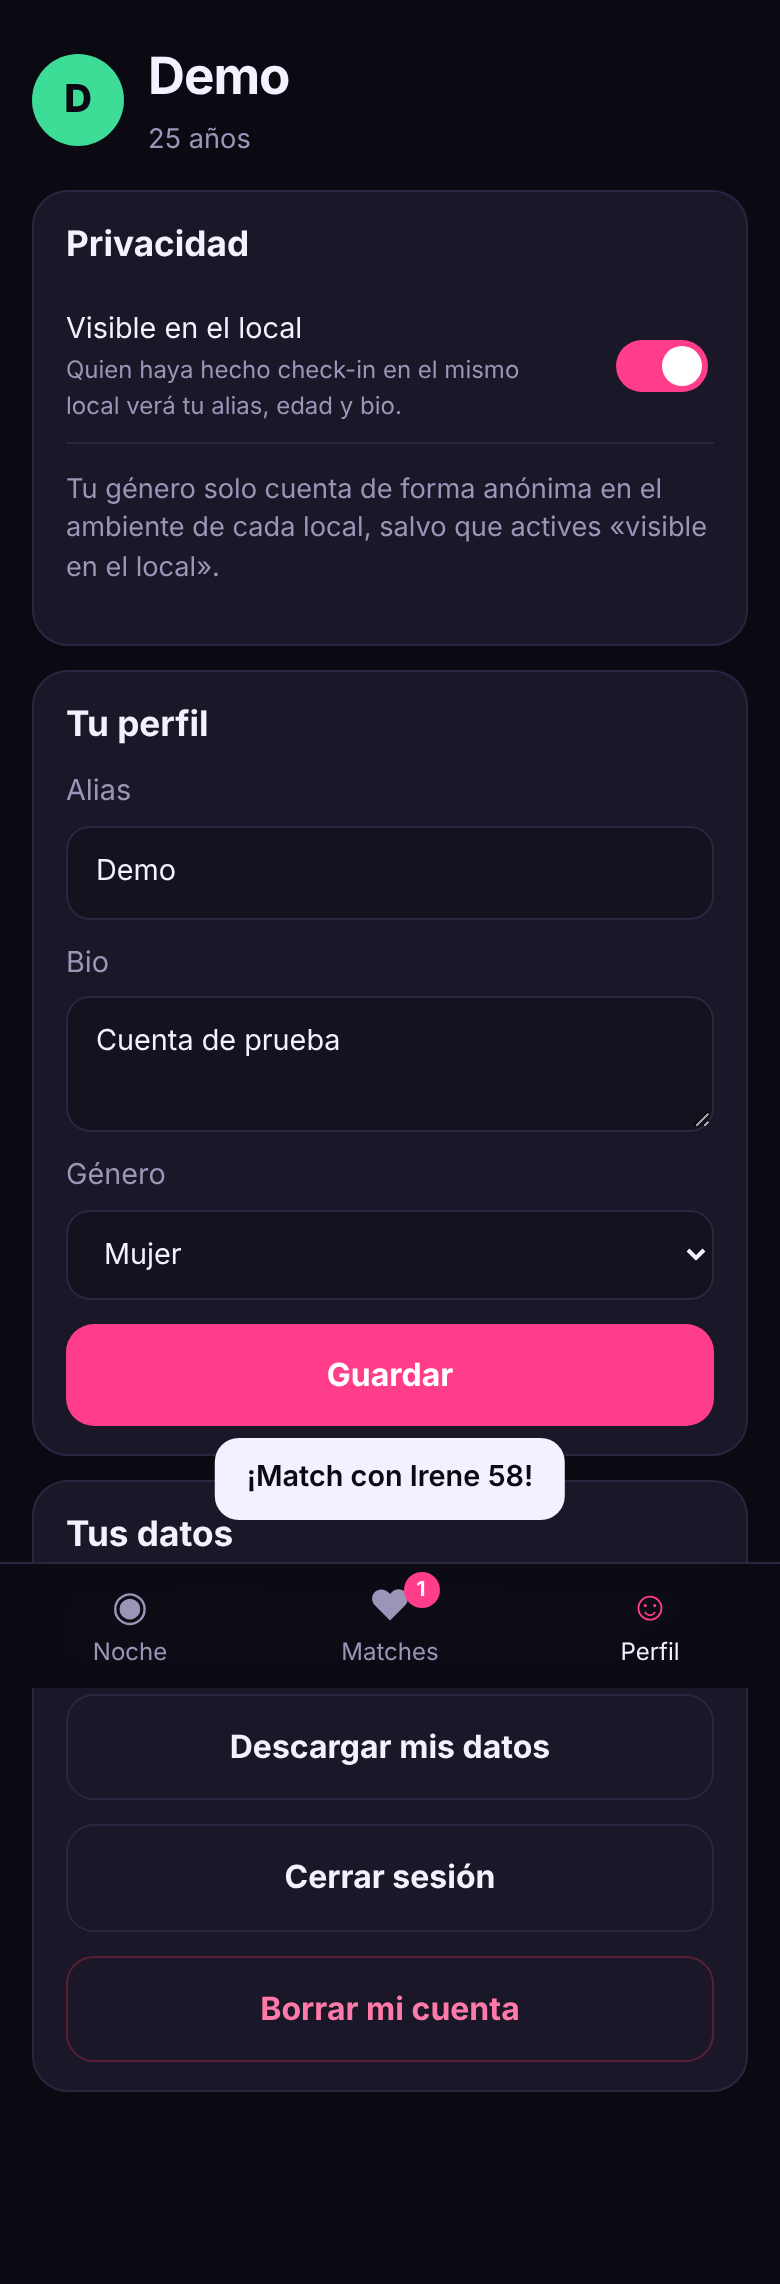 D
Demo
25 años
Privacidad
Visible en el local
Quien haya hecho check-in en el mismo
local verá tu alias, edad y bio.
Tu género solo cuenta de forma anónima en el
ambiente de cada local, salvo que actives «visible
en el local».
Tu perfil
Alias
Demo
Bio
Cuenta de prueba
Género
Mujer
Guardar
¡Match con Irene 58!
Tus datos
1
Noche
Matches
Perfil
Descargar mis datos
Cerrar sesión
Borrar mi cuenta